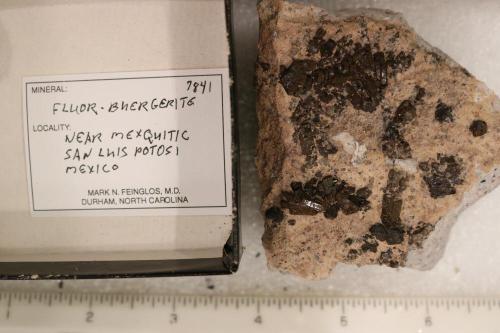 MINERAL: 7841
FLUOR-BUERGERITE
LOCALITY:
NEAR MEXQUITIC
SAN LUIS POTOSI
MEXICO
MARK N. FEINGLOS, M.D.
DURHAM, NORTH CAROLINA
1 2 3 4 5 6